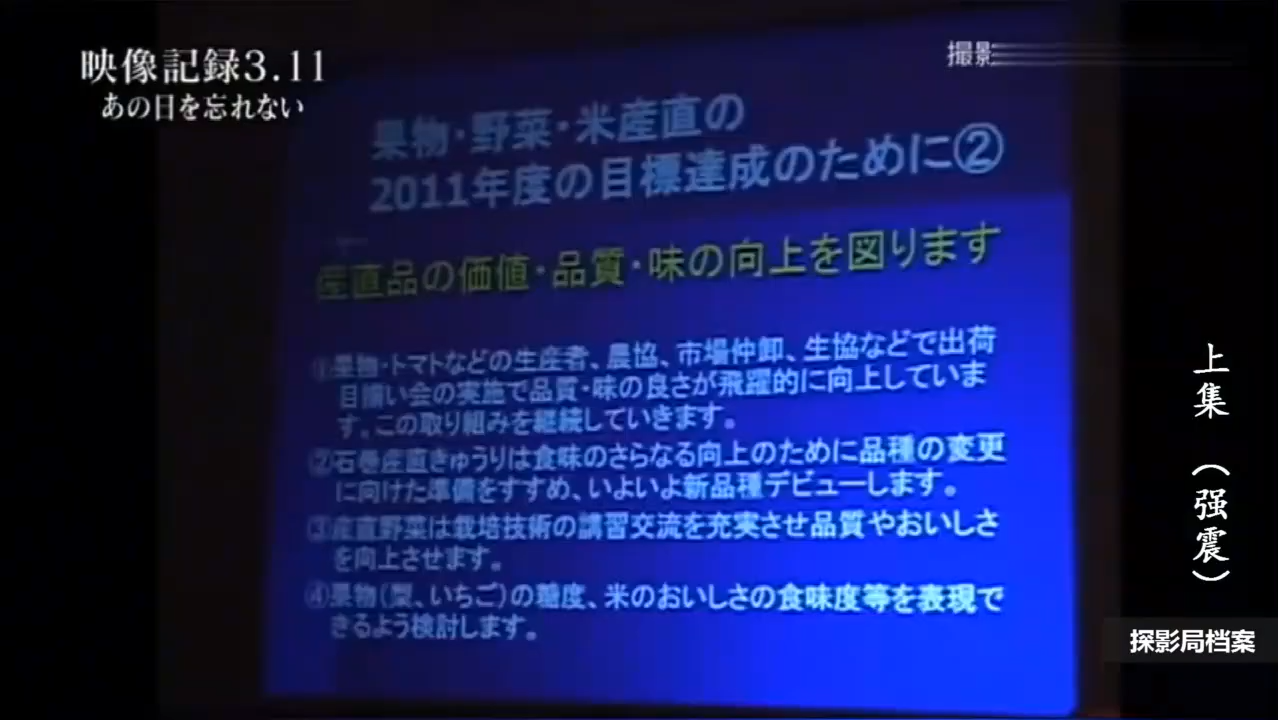 映像記録3.11
あの日を忘れない
撮影
果物・野菜・米産直の
2011年度の目標達成のために②
産直品の価値・品質・味の向上を図ります
①果物・トマトなどの生産者、農協、市場仲卸、生協などで出荷
目揃い会の実施で品質・味の良さが飛躍的に向上していま
す。この取り組みを継続していきます。
②石巻産直きゅうりは食味のさらなる向上のために品種の変更
に向けた準備をすすめ、いよいよ新品種デビューします。
③産直野菜は栽培技術の講習交流を充実させ品質やおいしさ
を向上させます。
④果物(梨、いちご)の糖度、米のおいしさの食味度等を表現で
きるよう検討します。
上集（强震）
探影局档案